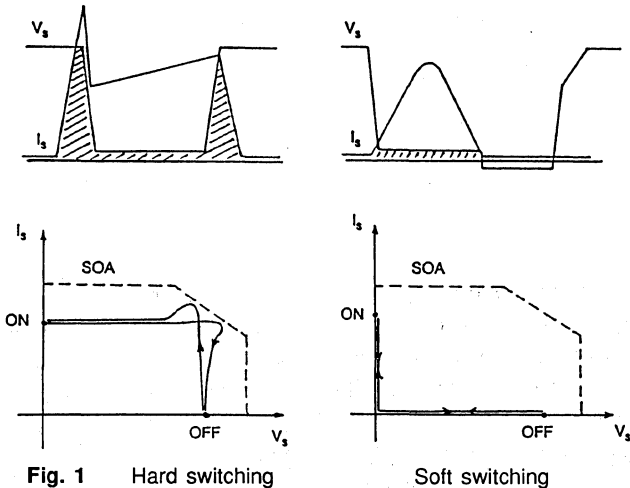 Vs
Is
Vs
Is
Is
SOA
ON
OFF
Vs
Is
SOA
ON
OFF
Vs
Fig. 1 Hard switching
Soft switching